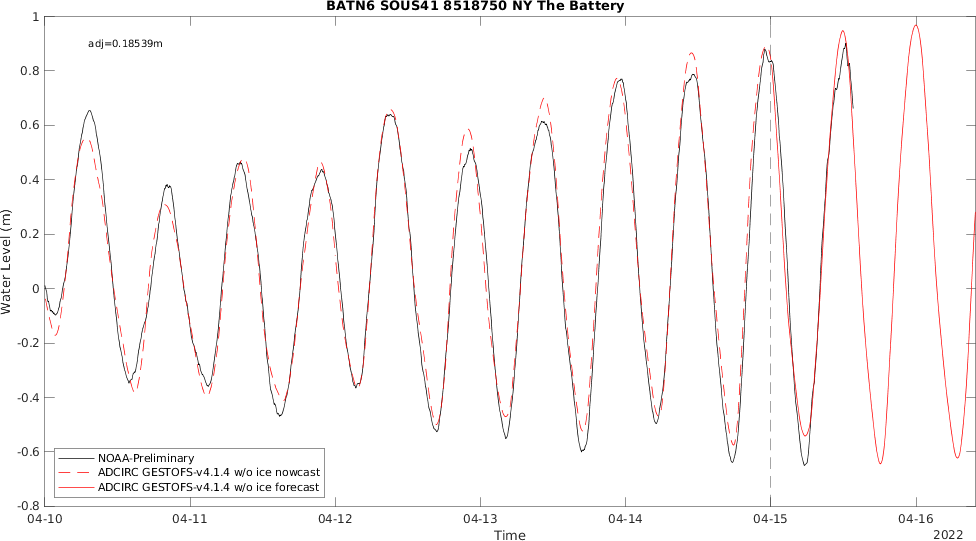 BATN6 SOUS41 8518750 NY The Battery
adj=0.18539m
Water Level (m)
1
0.8
0.6
0.4
0.2
0
-0.2
-0.4
-0.6
-0.8
NOAA-Preliminary
ADCIRC GESTOFS-v4.1.4 w/o ice nowcast
ADCIRC GESTOFS-v4.1.4 w/o ice forecast
04-10 04-11 04-12 04-13 04-14 04-15 04-16
Time
2022